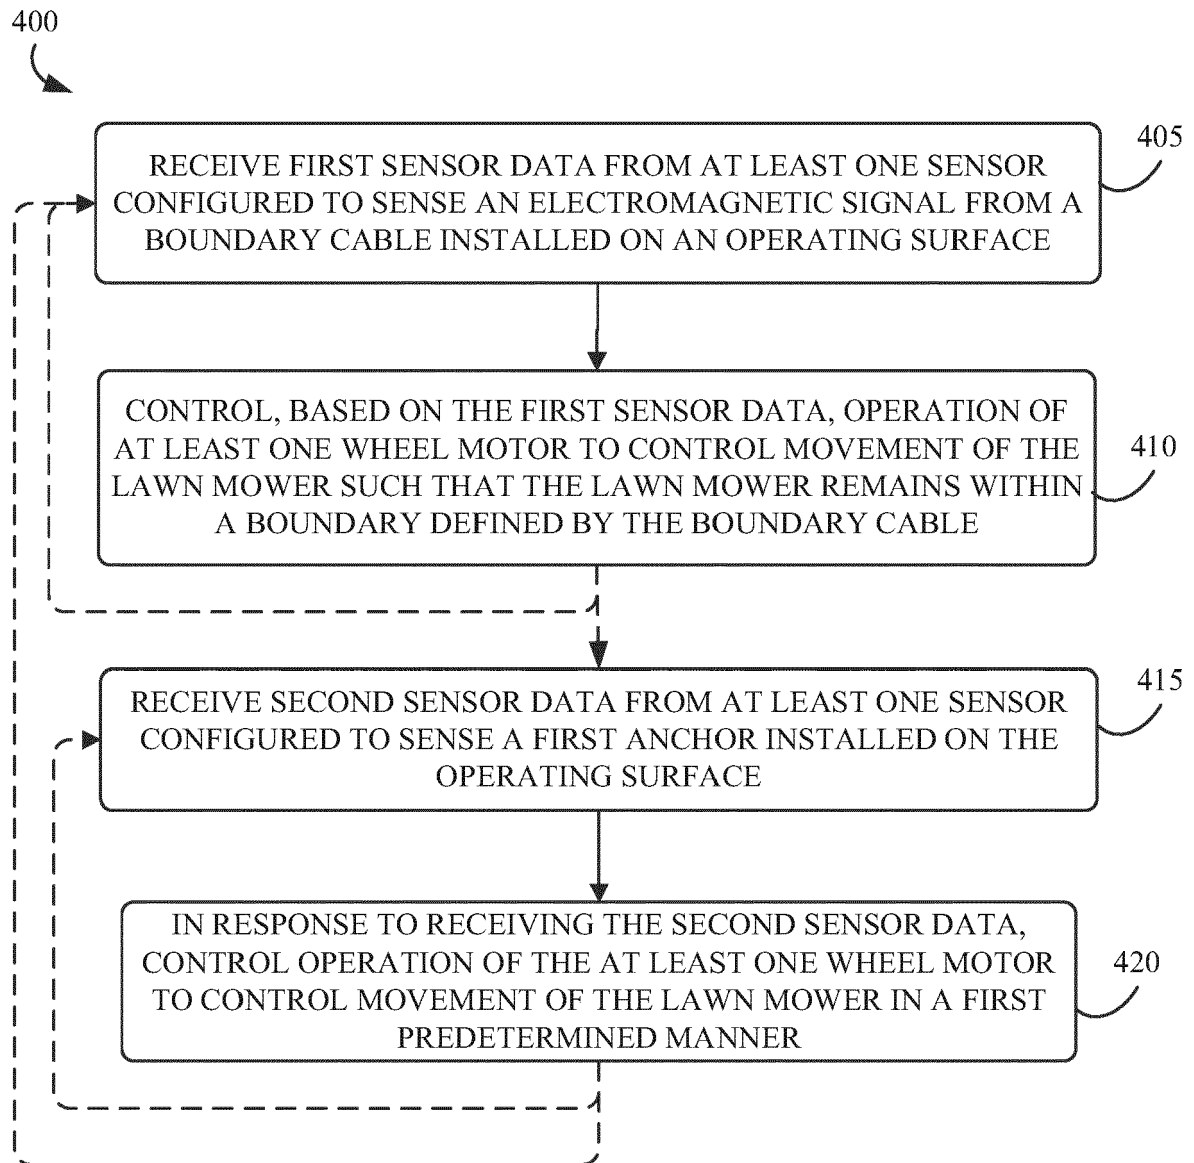 400
405
RECEIVE FIRST SENSOR DATA FROM AT LEAST ONE SENSOR
CONFIGURED TO SENSE AN ELECTROMAGNETIC SIGNAL FROM A
BOUNDARY CABLE INSTALLED ON AN OPERATING SURFACE
CONTROL, BASED ON THE FIRST SENSOR DATA, OPERATION OF
AT LEAST ONE WHEEL MOTOR TO CONTROL MOVEMENT OF THE
LAWN MOWER SUCH THAT THE LAWN MOWER REMAINS WITHIN
A BOUNDARY DEFINED BY THE BOUNDARY CABLE
410
RECEIVE SECOND SENSOR DATA FROM AT LEAST ONE SENSOR
CONFIGURED TO SENSE A FIRST ANCHOR INSTALLED ON THE
OPERATING SURFACE
415
IN RESPONSE TO RECEIVING THE SECOND SENSOR DATA,
CONTROL OPERATION OF THE AT LEAST ONE WHEEL MOTOR
TO CONTROL MOVEMENT OF THE LAWN MOWER IN A FIRST
PREDETERMINED MANNER
420